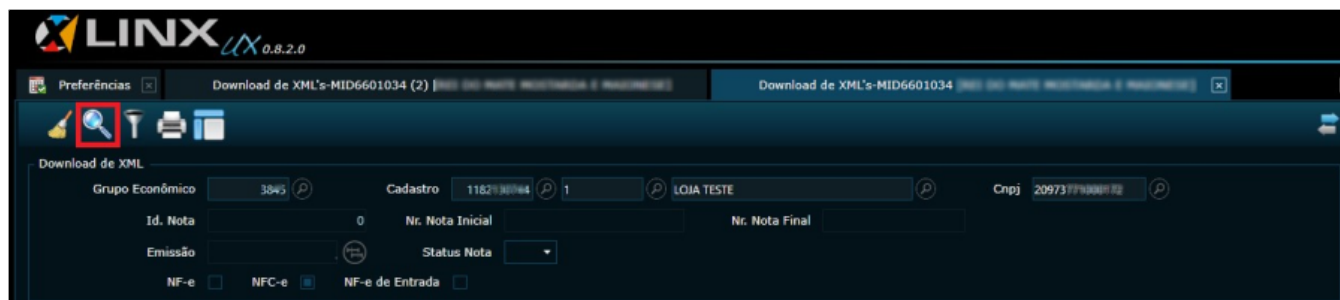 LINX UX 0.8.2.0
Preferências Download de XML's-MID6601034 (2) [ Download de XML's-MID6601034
Download de XML
Grupo Econômico 3845 Cadastro 1 LOJA TESTE Cnpj
Id. Nota 0 Nr. Nota Inicial Nr. Nota Final
Emissão Status Nota
NF-e NFC-e NF-e de Entrada